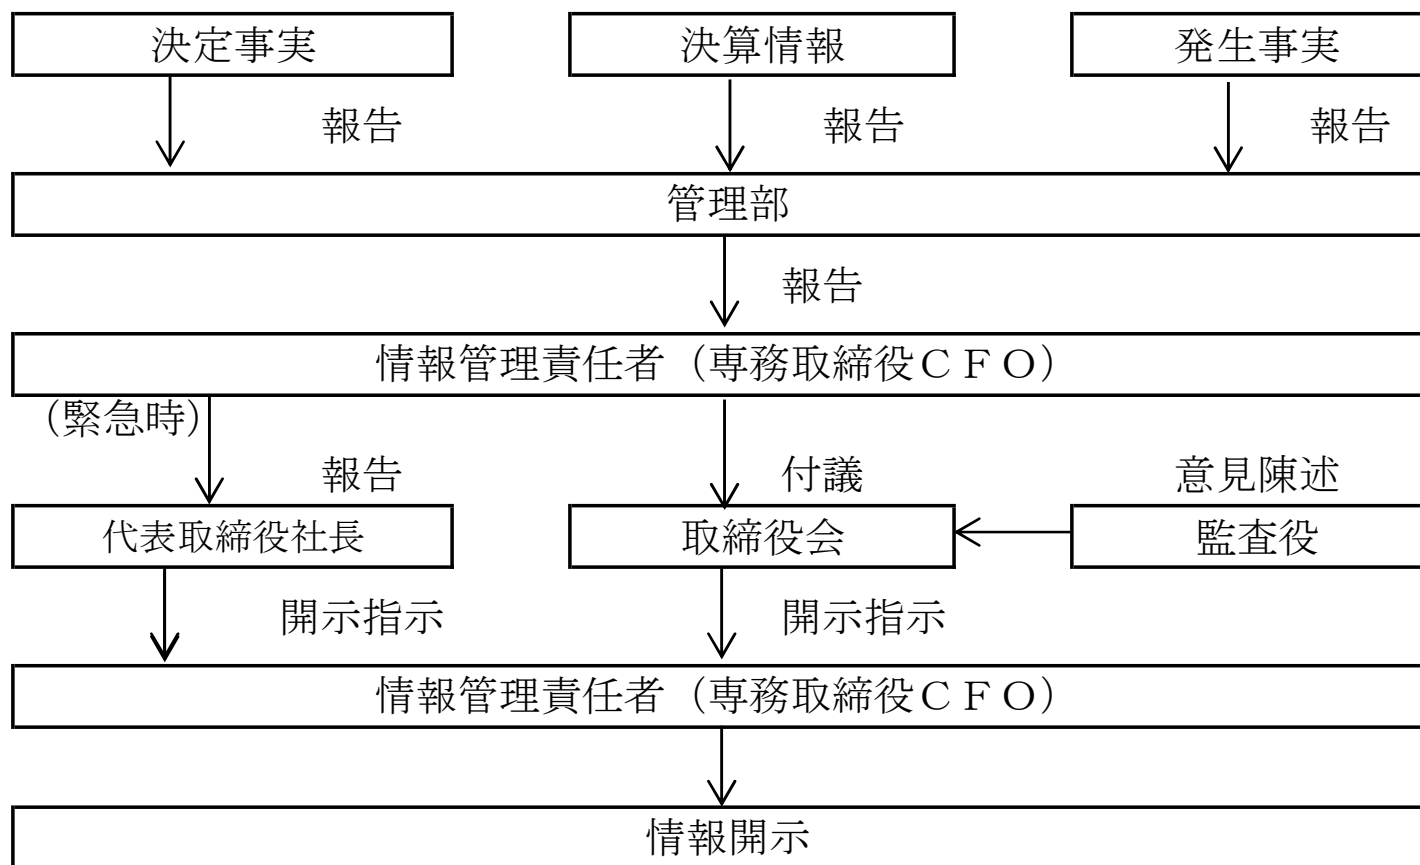 決定事実 決算情報 発生事実
報告 報告 報告
管理部
報告
情報管理責任者（専務取締役ＣＦＯ）
（緊急時）
報告 付議 意見陳述
代表取締役社長 取締役会 監査役
開示指示 開示指示
情報管理責任者（専務取締役ＣＦＯ）
情報開示